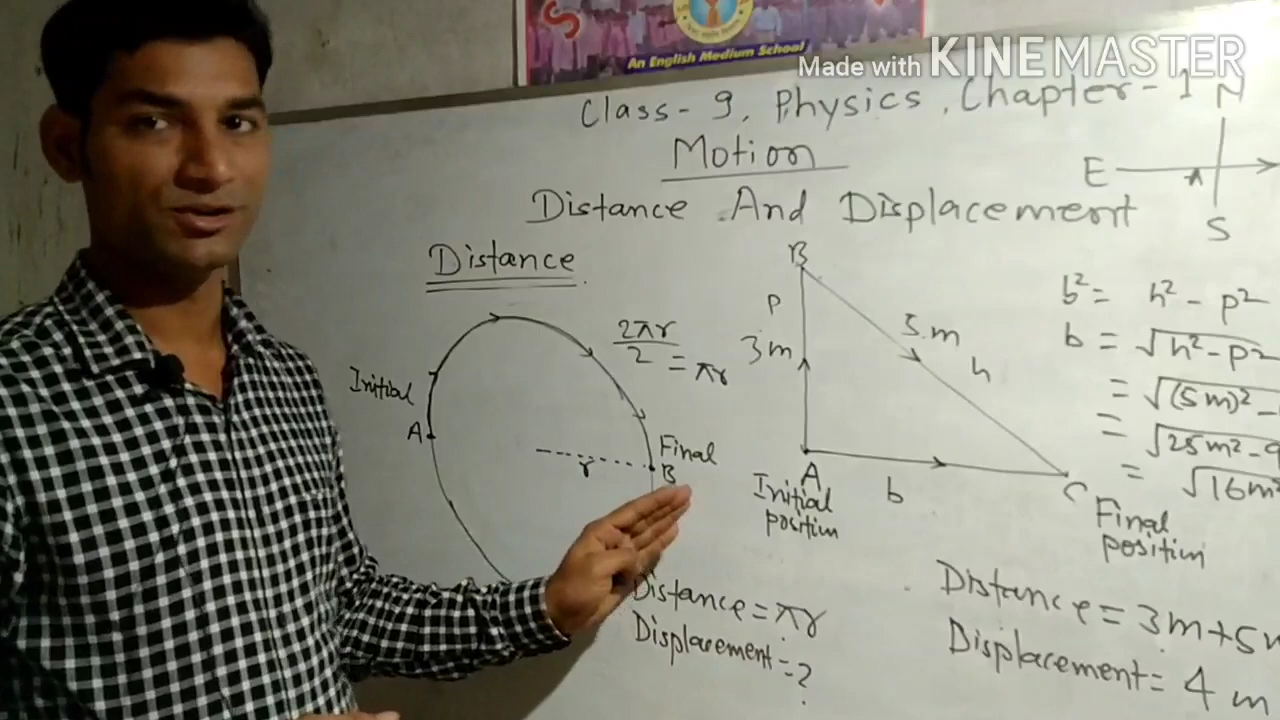 An English Medium School
Made with KINEMASTER
Class-9, Physics, Chapter-1
Motion
Distance And Displacement
N
E
S
Distance
Initial
A
2πr
2
= πr
r
Final
B
B
P
3m
5m
h
A
Initial
position
b
C
Final
position
b² = h² - p²
b = √h²-p²
= √(5m)² -
= √25m² - 9
= √16m²
Distance = πr
Displacement = ?
Distance = 3m+5m
Displacement = 4 m